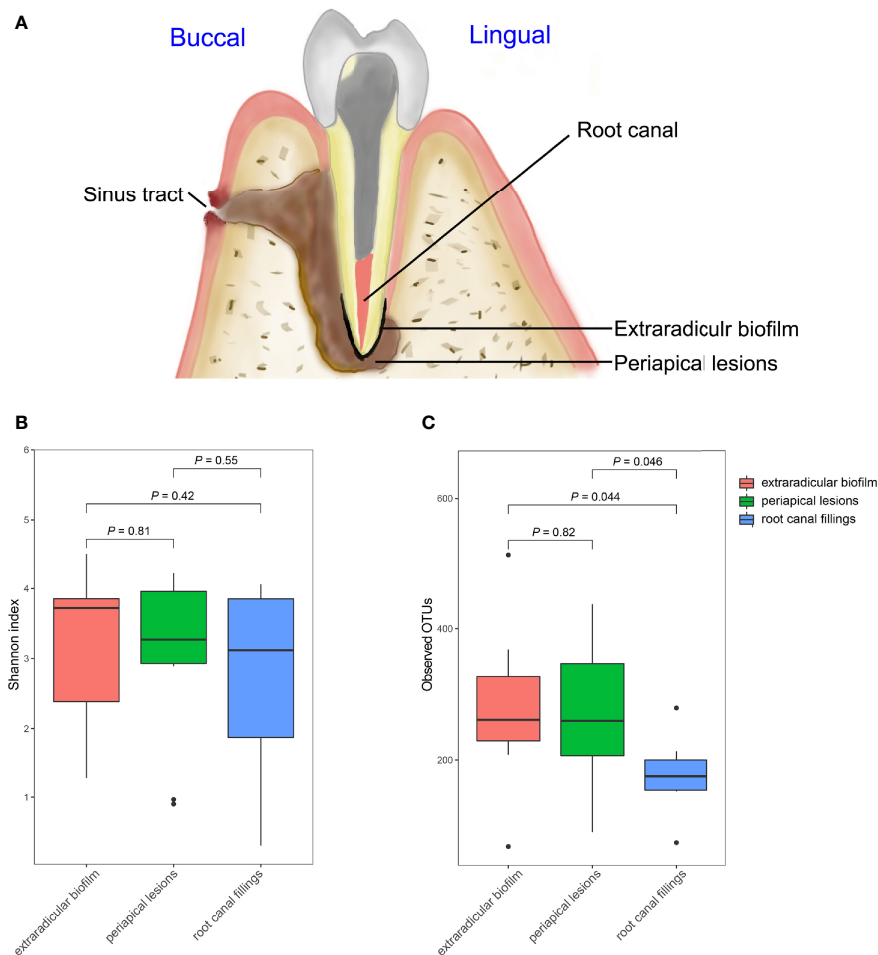 A
Buccal
Lingual
Root canal
Sinus tract
Extraradiculr biofilm
Periapical lesions
B
6
5
4
3
2
1
Shannon index
P = 0.55
P = 0.42
P = 0.81
extraradicular biofilm
periapical lesions
root canal fillings
C
600
400
200
Observed OTUs
P = 0.046
P = 0.044
P = 0.82
extraradicular biofilm
periapical lesions
root canal fillings
extraradicular biofilm
periapical lesions
root canal fillings